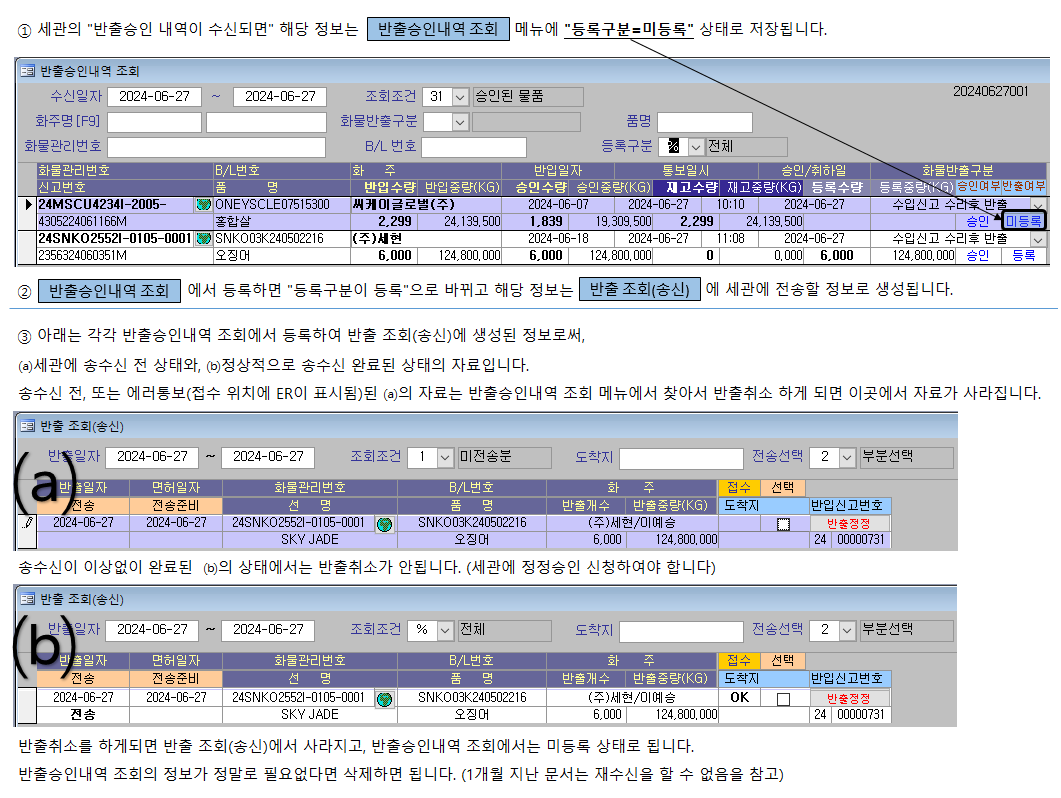 ① 세관의 "반출승인 내역이 수신되면" 해당 정보는 반출승인내역 조회 메뉴에 "등록구분=미등록" 상태로 저장됩니다.
반출승인내역 조회
수신일자 2024-06-27 ~ 2024-06-27 조회조건 31 승인된 물품 20240627001
화주명[F9] 화물반출구분 품명
화물관리번호 B/L 번호 등록구분 % 전체
화물관리번호 B/L번호 화 주 반입일자 통보일시 승인/취하일 화물반출구분
신고번호 품 명 반입수량 반입중량(KG) 승인수량 승인중량(KG) 재고수량 재고중량(KG) 등록수량 등록중량(KG) 승인여부 반출여부
24MSCU4234I-2005- ONEYSCLE07515300 씨케이글로벌(주) 2024-06-07 2024-06-27 10:10 2024-06-27 수입신고 수리후 반출
4305224061166M 홍합살 2,299 24,139,500 1,839 19,309,500 2,299 24,139,500 승인 미등록
24SNKO2552I-0105-0001 SNKO03K240502216 (주)세현 2024-06-18 2024-06-27 11:08 2024-06-27 수입신고 수리후 반출
2356324060351M 오징어 6,000 124,800,000 6,000 124,800,000 0 0,000 6,000 124,800,000 승인 등록
② 반출승인내역 조회 에서 등록하면 "등록구분이 등록"으로 바뀌고 해당 정보는 반출 조회(송신) 에 세관에 전송할 정보로 생성됩니다.
③ 아래는 각각 반출승인내역 조회에서 등록하여 반출 조회(송신)에 생성된 정보로써,
⒜세관에 송수신 전 상태와, ⒝정상적으로 송수신 완료된 상태의 자료입니다.
송수신 전, 또는 에러통보(접수 위치에 ER이 표시됨)된 ⒜의 자료는 반출승인내역 조회 메뉴에서 찾아서 반출취소 하게 되면 이곳에서 자료가 사라집니다.
반출 조회(송신)
(a)
반출일자 2024-06-27 ~ 2024-06-27 조회조건 1 미전송분 도착지 전송선택 2 부분선택
반출일자 면허일자 화물관리번호 B/L번호 화 주 접수 선택
전송 전송준비 선 명 품 명 반출개수 반출중량(KG) 도착지 반입신고번호
2024-06-27 2024-06-27 24SNKO2552I-0105-0001 SNKO03K240502216 (주)세현/이예승 반출정정
SKY JADE 오징어 6,000 124,800,000 24 00000731
송수신이 이상없이 완료된 ⒝의 상태에서는 반출취소가 안됩니다. (세관에 정정승인 신청하여야 합니다)
반출 조회(송신)
(b)
반출일자 2024-06-27 ~ 2024-06-27 조회조건 % 전체 도착지 전송선택 2 부분선택
반출일자 면허일자 화물관리번호 B/L번호 화 주 접수 선택
전송 전송준비 선 명 품 명 반출개수 반출중량(KG) 도착지 반입신고번호
2024-06-27 2024-06-27 24SNKO2552I-0105-0001 SNKO03K240502216 (주)세현/이예승 OK 반출정정
전송 SKY JADE 오징어 6,000 124,800,000 24 00000731
반출취소를 하게되면 반출 조회(송신)에서 사라지고, 반출승인내역 조회에서는 미등록 상태로 됩니다.
반출승인내역 조회의 정보가 정말로 필요없다면 삭제하면 됩니다. (1개월 지난 문서는 재수신을 할 수 없음을 참고)